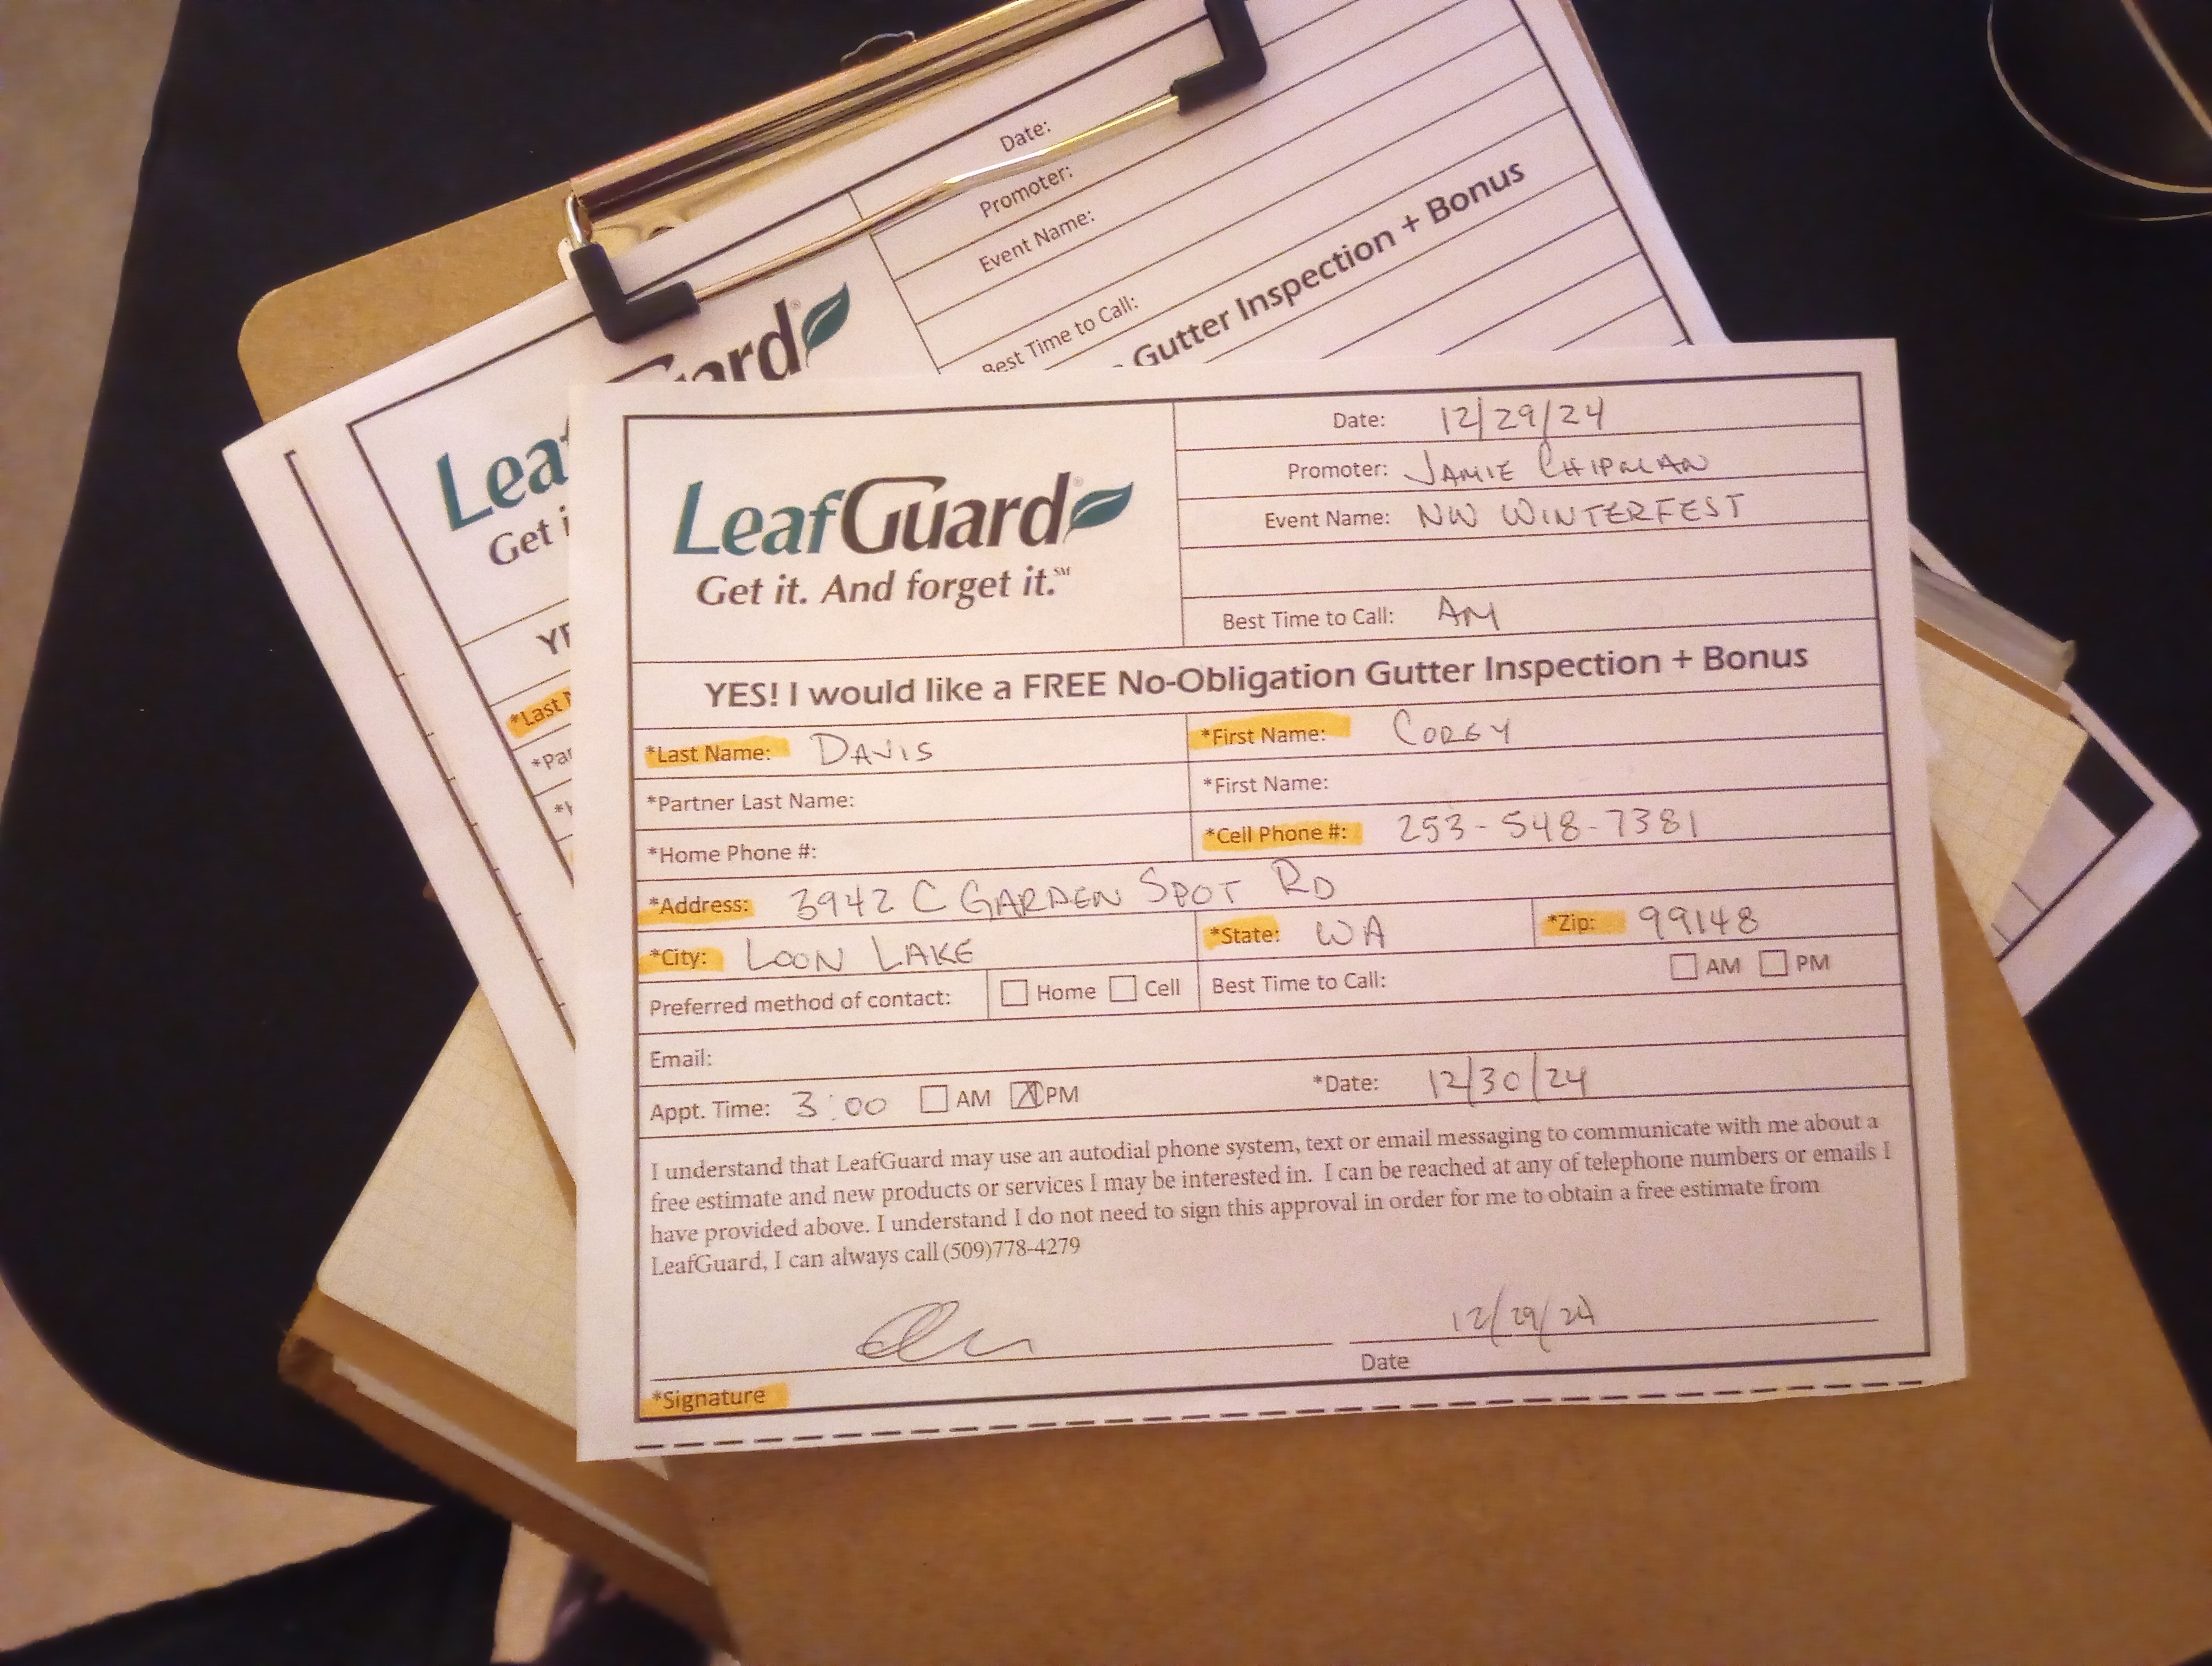 Date:
Promoter:
Event Name:
Best Time to Call:
Gutter Inspection + Bonus
Get
*Last
LeafGuard®
Get it. And forget it.℠
Date: 12/29/24
Promoter: JAMIE CHIPMAN
Event Name: NW WINTERFEST
Best Time to Call: AM
YES! I would like a FREE No-Obligation Gutter Inspection + Bonus
*Last Name: DAVIS *First Name: COREY
*Partner Last Name: *First Name:
*Home Phone #: *Cell Phone #: 253-548-7381
*Address: 3942 C GARDEN SPOT RD
*City: LOON LAKE *State: WA *Zip: 99148
Preferred method of contact: Home Cell Best Time to Call: AM PM
Email:
Appt. Time: 3:00 AM PM *Date: 12/30/24
I understand that LeafGuard may use an autodial phone system, text or email messaging to communicate with me about a
free estimate and new products or services I may be interested in. I can be reached at any of telephone numbers or emails I
have provided above. I understand I do not need to sign this approval in order for me to obtain a free estimate from
LeafGuard, I can always call (509)778-4279
12/29/24
*Signature Date